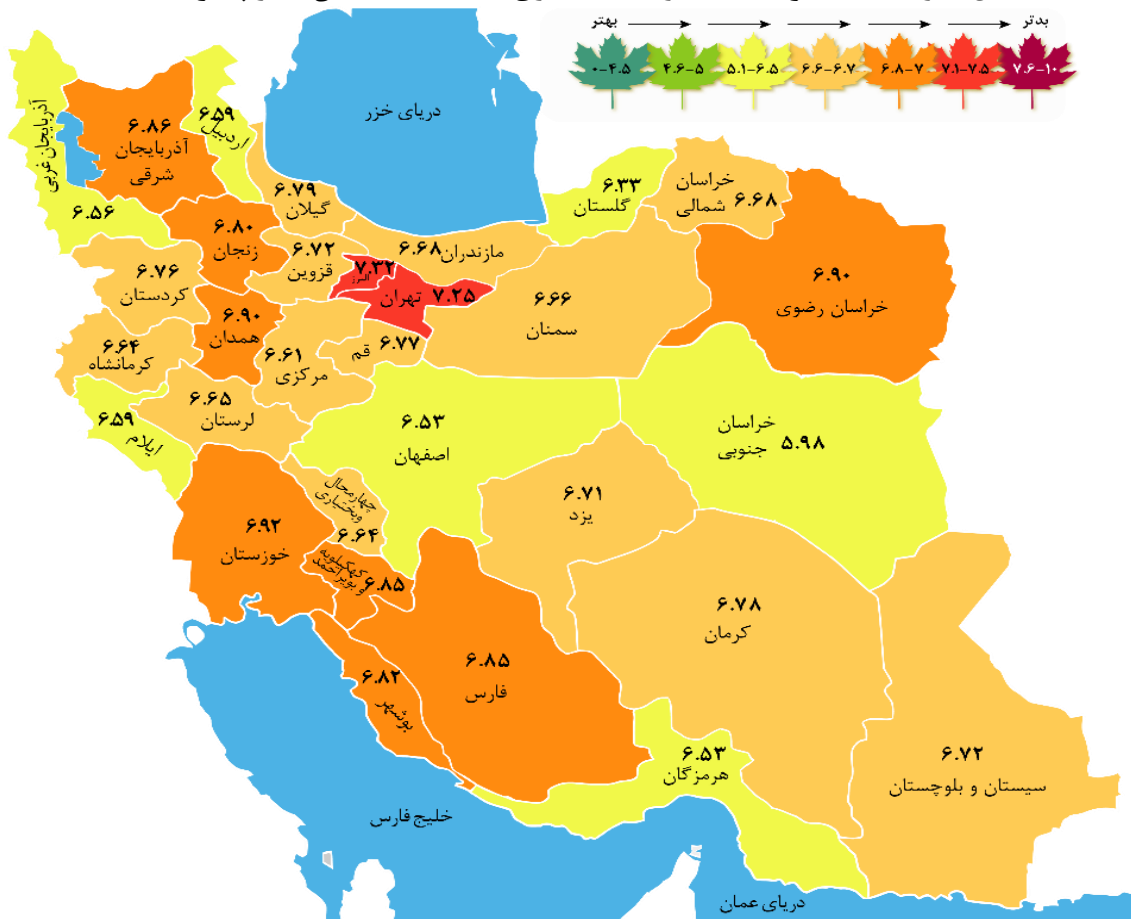 بهتر
بدتر
۰-۴.۵
۴.۶-۵
۵.۱-۶.۵
۶.۶-۶.۷
۶.۸-۷
۷.۱-۷.۵
۷.۶-۱۰
دریای خزر
آذربایجان غربی
۶.۵۶
۶.۸۶
آذربایجان
شرقی
۶.۵۹
اردبیل
۶.۷۹
گیلان
۶.۸۰
زنجان
۶.۷۲
قزوین
۶.۶۸ مازندران
۶.۳۳
گلستان
خراسان
شمالی ۶.۶۸
۶.۹۰
خراسان رضوی
۷.۳۲
البرز
تهران ۷.۲۵
۶.۶۶
سمنان
۶.۷۶
کردستان
۶.۹۰
همدان
۶.۶۴
کرمانشاه
۶.۶۱
مرکزی
قم ۶.۷۷
۶.۶۵
لرستان
۶.۵۹
ایلام
۶.۵۳
اصفهان
خراسان
جنوبی ۵.۹۸
۶.۷۱
یزد
چهارمحال
وبختیاری
۶.۶۴
۶.۹۲
خوزستان
کهکیلویه
و بویراحمد
۶.۸۵
۶.۷۸
کرمان
۶.۸۵
فارس
۶.۸۲
بوشهر
۶.۵۳
هرمزگان
۶.۷۲
سیستان و بلوچستان
خلیج فارس
دریای عمان